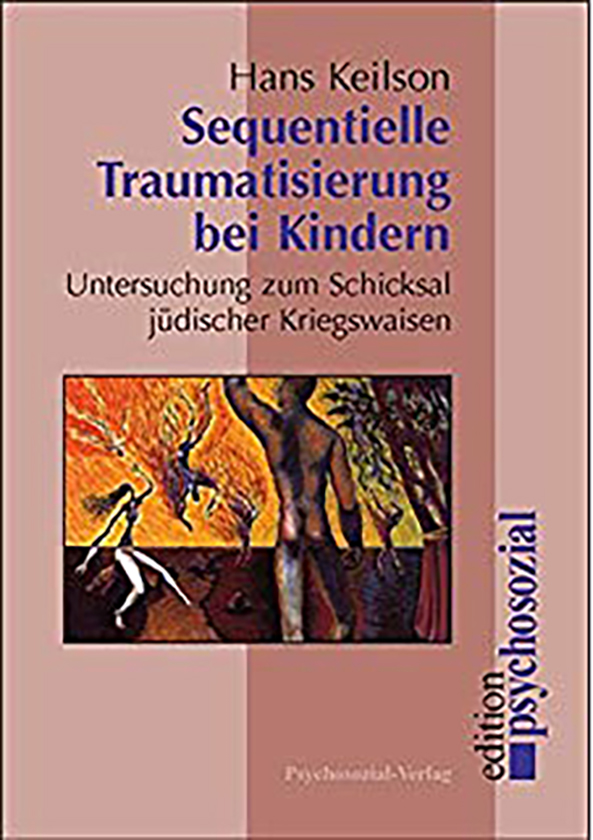 Hans Keilson
Sequentielle
Traumatisierung
bei Kindern
Untersuchung zum Schicksal
jüdischer Kriegswaisen
edition
psychosozial
Psychosozial-Verlag